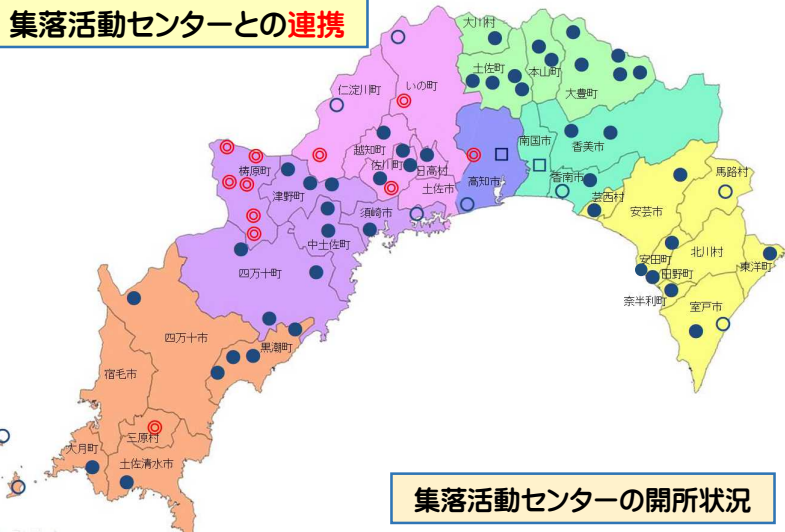 集落活動センターとの連携
大川村
土佐町
本山町
大豊町
いの町
仁淀川町
南国市
香美市
越知町
佐川町
日高村
高知市
土佐市
梼原町
津野町
須崎市
香南市
芸西村
馬路村
安芸市
中土佐町
北川村
安田町
田野町
東洋町
四万十町
奈半利町
室戸市
四万十市
黒潮町
宿毛市
三原村
大月町
土佐清水市
集落活動センターの開所状況